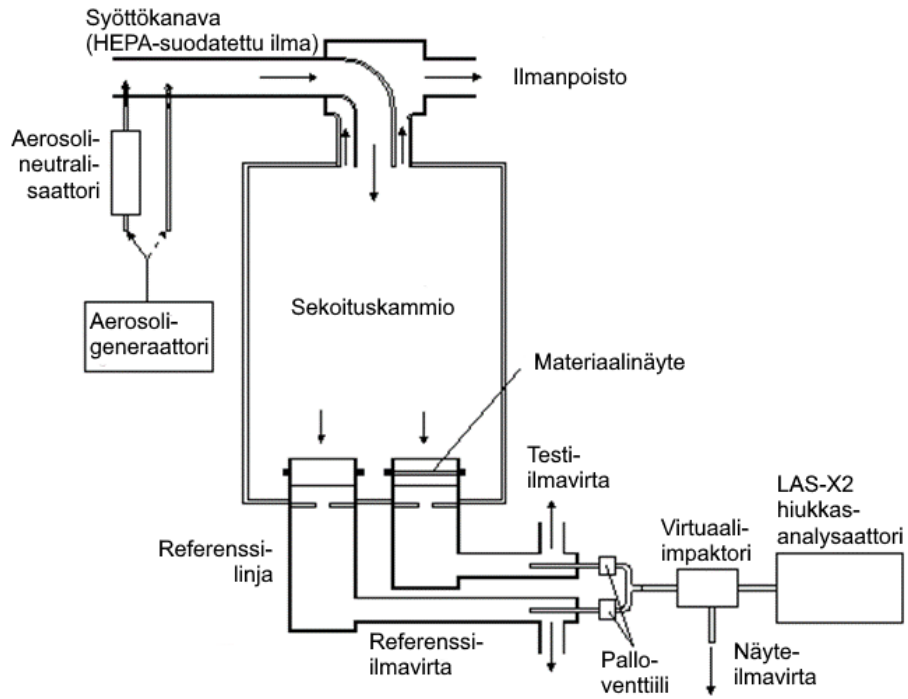 Syöttökanava
(HEPA-suodatettu ilma)
Ilmanpoisto
Aerosoli-
neutrali-
saattori
Aerosoli-
generaattori
Sekoituskammio
Materiaalinäyte
Testi-
ilmavirta
LAS-X2
hiukkas-
analysaattori
Virtuaali-
impaktori
Referenssi-
linja
Referenssi-
ilmavirta
Pallo-
venttiili
Näyte-
ilmavirta